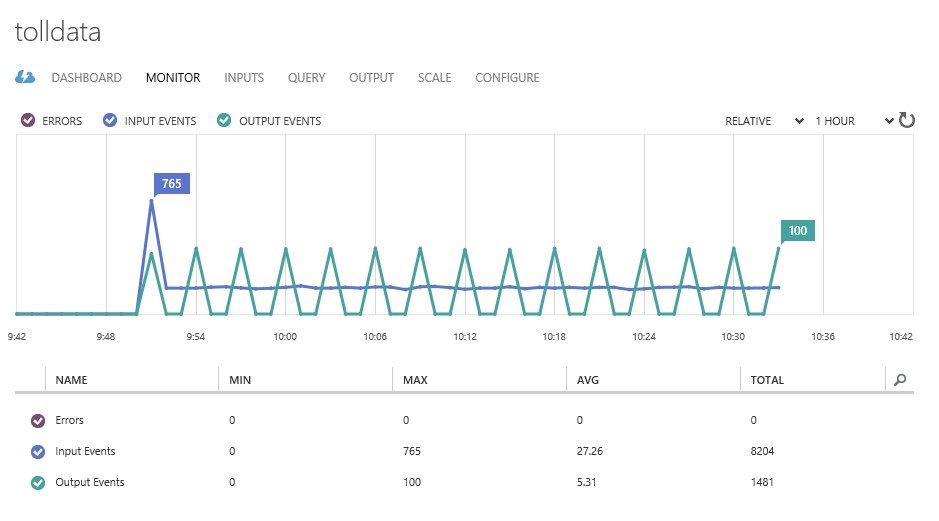 tolldata
DASHBOARD MONITOR INPUTS QUERY OUTPUT SCALE CONFIGURE
ERRORS INPUT EVENTS OUTPUT EVENTS RELATIVE 1 HOUR
765
100
9:42 9:48 9:54 10:00 10:06 10:12 10:18 10:24 10:30 10:36 10:42
NAME MIN MAX AVG TOTAL
Errors 0 0 0 0
Input Events 0 765 27.26 8204
Output Events 0 100 5.31 1481